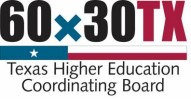 60x30TX
Texas Higher Education
Coordinating Board